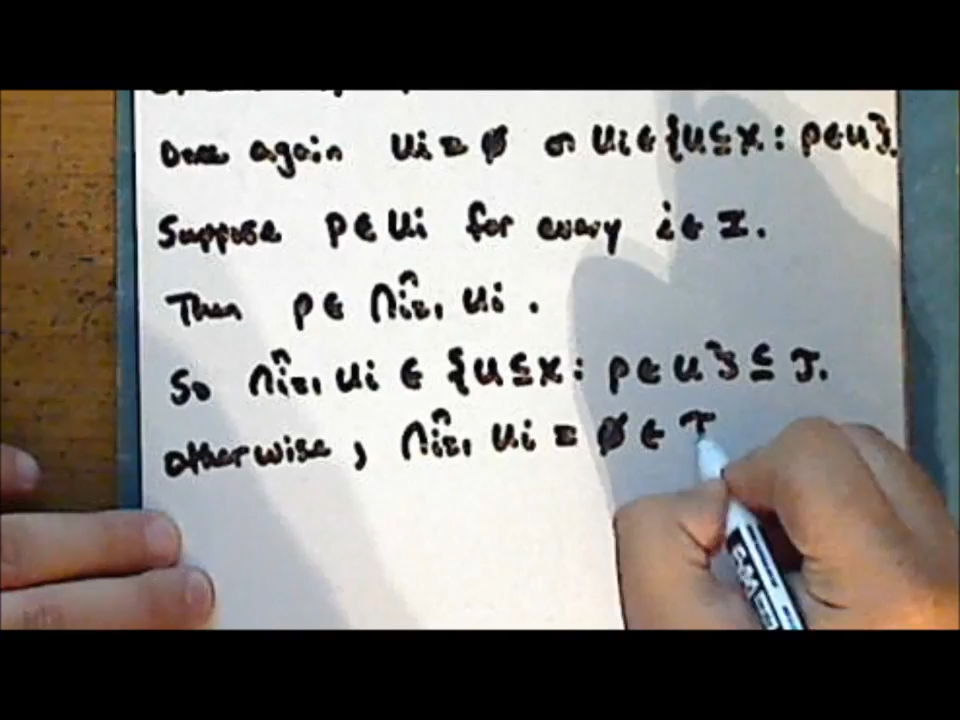 Once again Ui = ∅ or Ui ∈ {U ⊆ X : p ∈ U}.
Suppose p ∈ Ui for every i ∈ I.
Then p ∈ ∩ⁿi=1 Ui.
So ∩ⁿi=1 Ui ∈ {U ⊆ X : p ∈ U} ⊆ T.
otherwise, ∩ⁿi=1 Ui = ∅ ∈ T